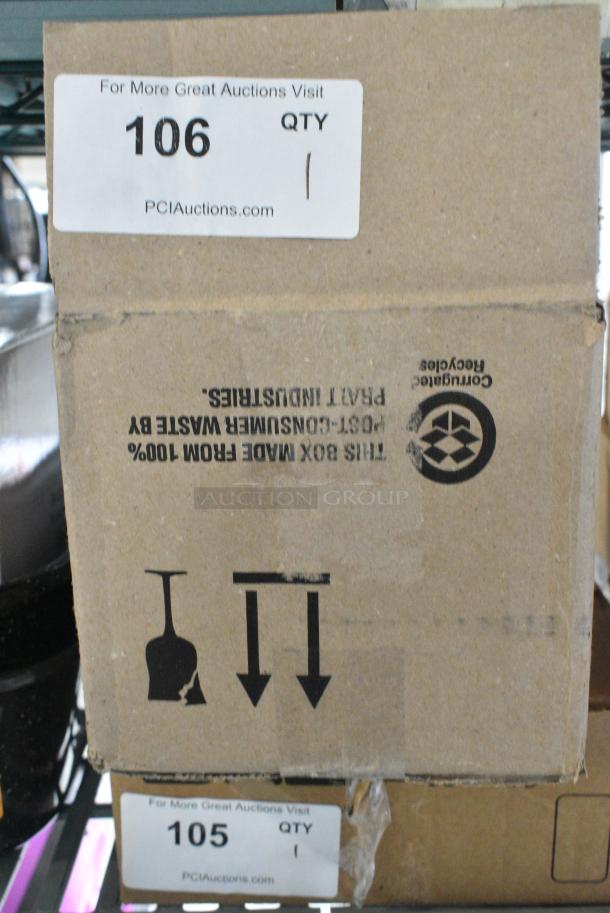 For More Great Auctions Visit
106
QTY
1
PCIAuctions.com
Corrugated
Recycles
THIS BOX MADE FROM 100%
POST-CONSUMER WASTE BY
PRATT INDUSTRIES.
AUCTION GROUP
For More Great Auctions Visit
105
QTY
1
PCIAuctions.com